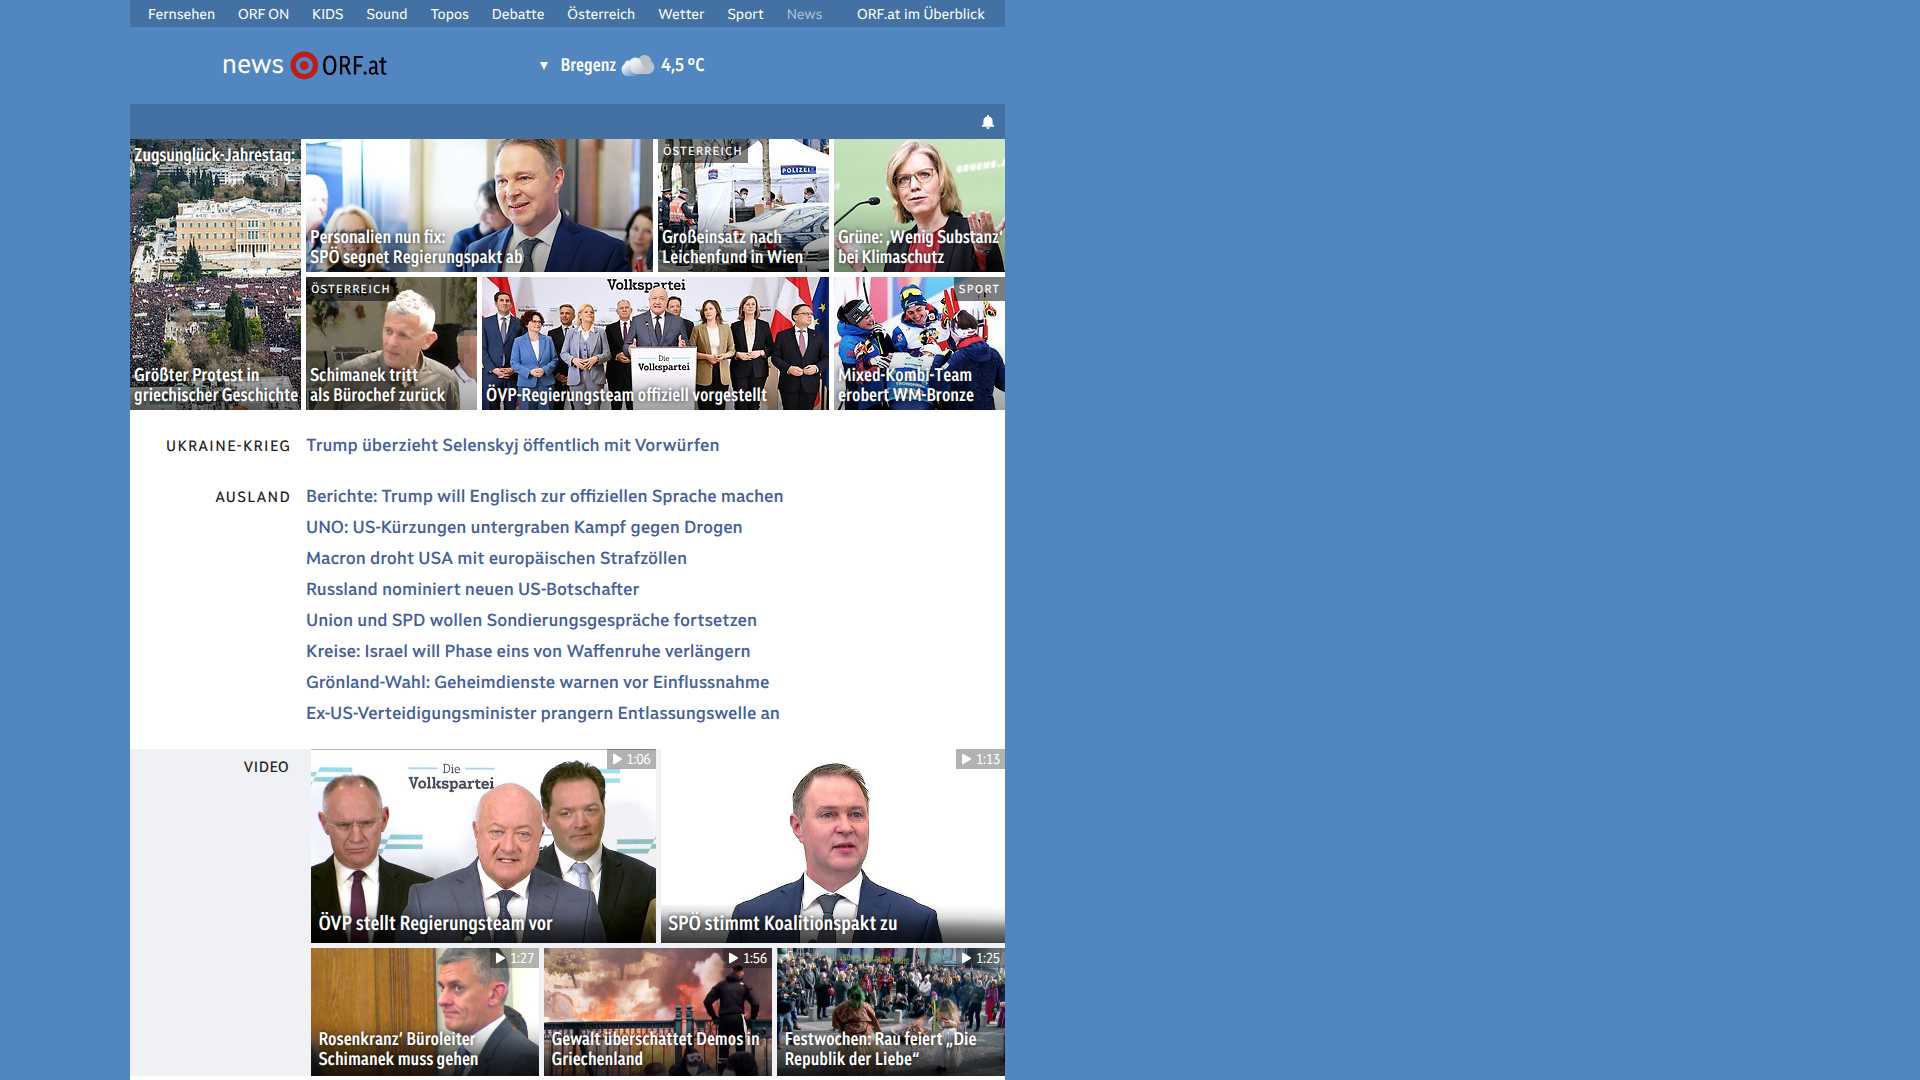 Fernsehen ORF ON KIDS Sound Topos Debatte Österreich Wetter Sport News ORF.at im Überblick
news ORF.at
Bregenz 4,5 °C
Zugsunglück-Jahrestag:
Größter Protest in
griechischer Geschichte
Personalien nun fix:
SPÖ segnet Regierungspakt ab
ÖSTERREICH
POLIZEI
Großeinsatz nach
Leichenfund in Wien
Grüne: ‚Wenig Substanz‘
bei Klimaschutz
ÖSTERREICH
Schimanek tritt
als Bürochef zurück
Volkspartei
Die
Volkspartei
ÖVP-Regierungsteam offiziell vorgestellt
SPORT
Mixed-Kombi-Team
erobert WM-Bronze
UKRAINE-KRIEG
Trump überzieht Selenskyj öffentlich mit Vorwürfen
AUSLAND
Berichte: Trump will Englisch zur offiziellen Sprache machen
UNO: US-Kürzungen untergraben Kampf gegen Drogen
Macron droht USA mit europäischen Strafzöllen
Russland nominiert neuen US-Botschafter
Union und SPD wollen Sondierungsgespräche fortsetzen
Kreise: Israel will Phase eins von Waffenruhe verlängern
Grönland-Wahl: Geheimdienste warnen vor Einflussnahme
Ex-US-Verteidigungsminister prangern Entlassungswelle an
VIDEO
1:06
Die
Volkspartei
ÖVP stellt Regierungsteam vor
1:13
SPÖ stimmt Koalitionspakt zu
1:27
Rosenkranz’ Büroleiter
Schimanek muss gehen
1:56
Gewalt überschattet Demos in
Griechenland
1:25
Festwochen: Rau feiert „Die
Republik der Liebe“